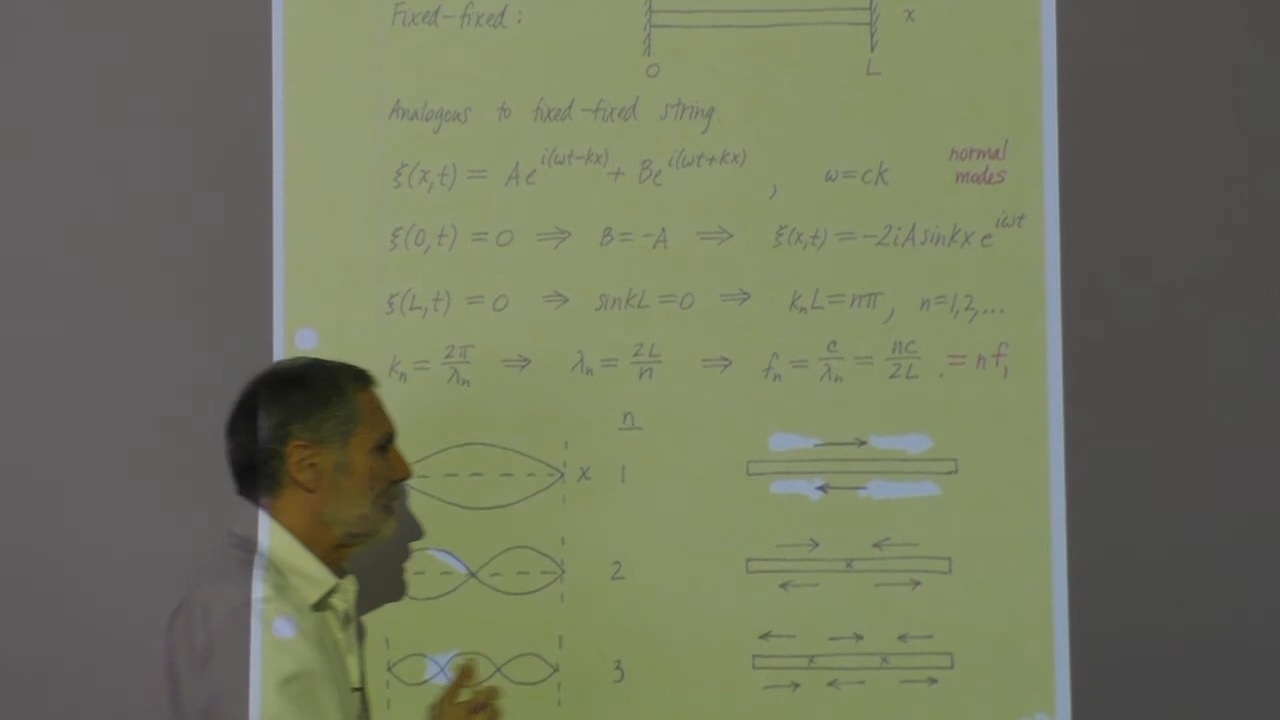 Fixed-fixed:
x
0 L
Analogous to fixed-fixed string.
ξ(x,t) = Ae^{i(ωt-kx)} + Be^{i(ωt+kx)} , ω=ck normal modes
ξ(0,t) = 0 ⇒ B=-A ⇒ ξ(x,t) = -2iA sinkx e^{iωt}
ξ(L,t) = 0 ⇒ sinkL=0 ⇒ k_nL=nπ, n=1,2,...
k_n = 2π/λ_n ⇒ λ_n = 2L/n ⇒ f_n = c/λ_n = nc/2L . = n f_1
n
x 1
2
3